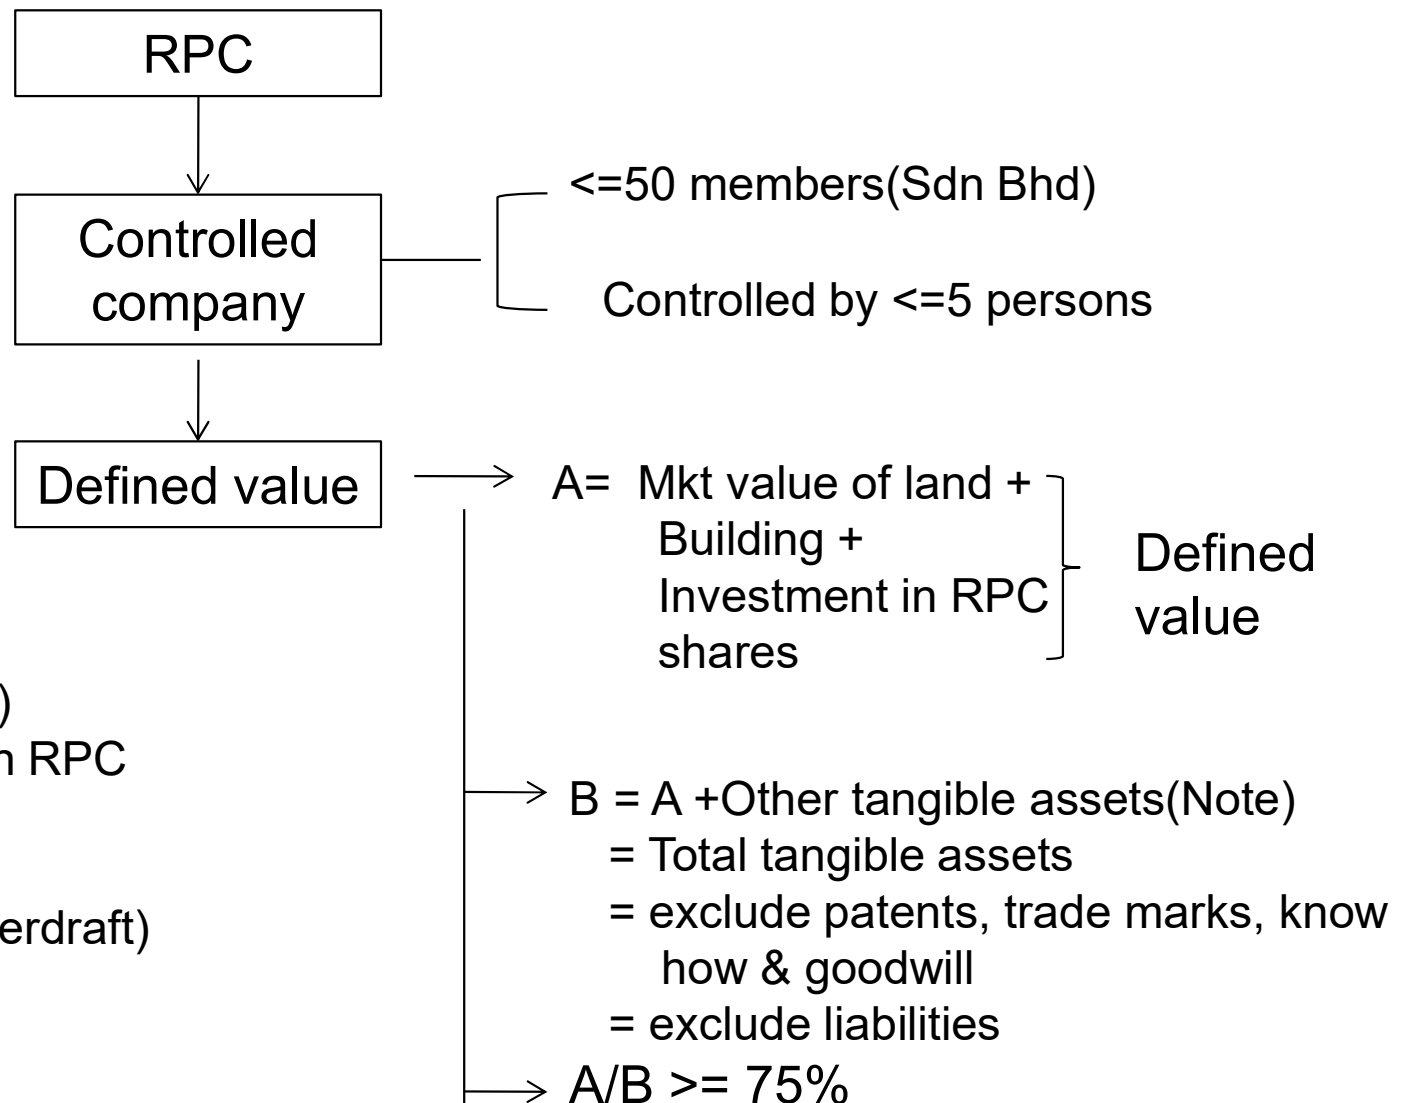 RPC
Controlled
company
<=50 members(Sdn Bhd)
Controlled by <=5 persons
Defined value
A= Mkt value of land +
Building +
Investment in RPC
shares
Defined
value
)
RPC
B = A +Other tangible assets(Note)
= Total tangible assets
= exclude patents, trade marks, know
how & goodwill
= exclude liabilities
erdraft)
A/B >= 75%